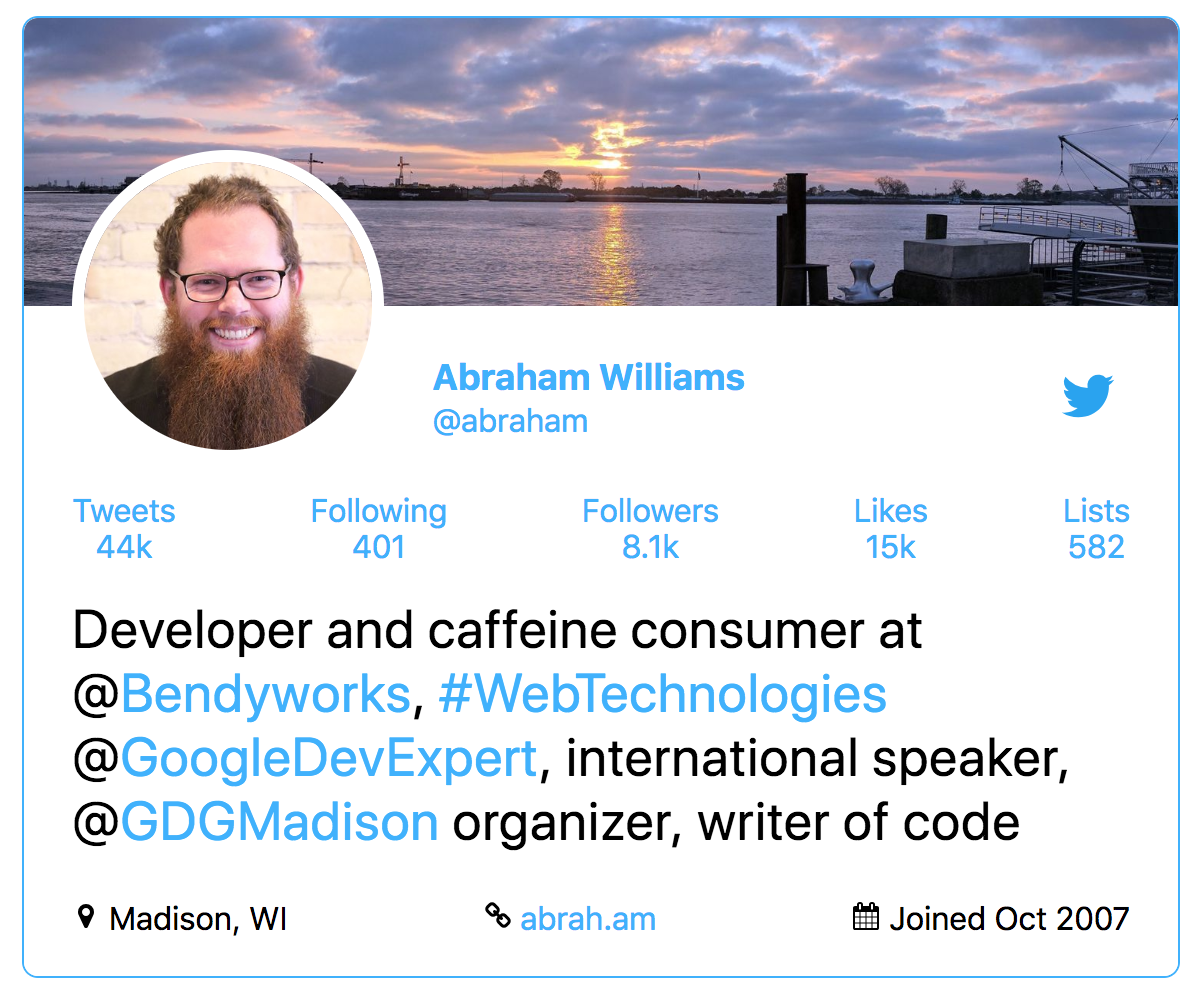 Abraham Williams
@abraham
Tweets Following Followers Likes Lists
44k 401 8.1k 15k 582
Developer and caffeine consumer at
@Bendyworks, #WebTechnologies
@GoogleDevExpert, international speaker,
@GDGMadison organizer, writer of code
Madison, WI abrah.am Joined Oct 2007